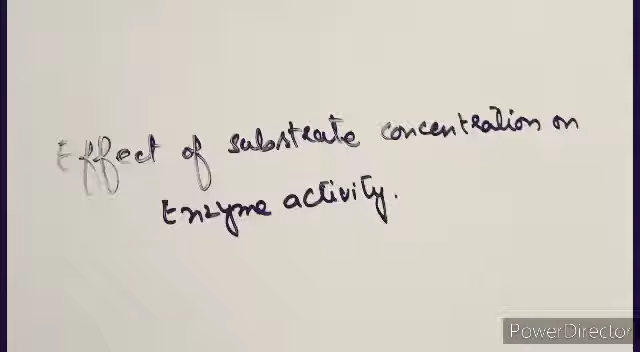 Effect of substrate concentration on
Enzyme activity.
PowerDirector